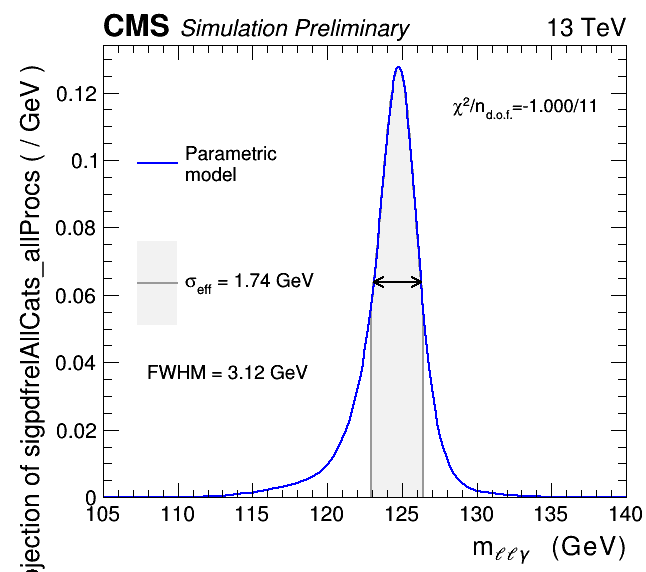 CMS Simulation Preliminary 13 TeV
ojection of sigpdfrelAllCats_allProcs ( / GeV )
0.12
0.1
0.08
0.06
0.04
0.02
0
χ²/n_d.o.f.=-1.000/11
Parametric
model
σ_eff = 1.74 GeV
FWHM = 3.12 GeV
105 110 115 120 125 130 135 140
m_ℓℓγ (GeV)